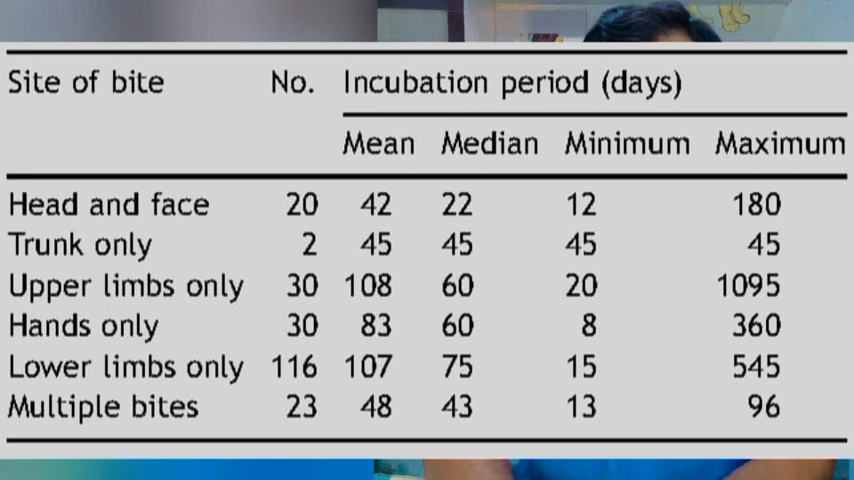 Site of bite No. Incubation period (days)
Mean Median Minimum Maximum
Head and face 20 42 22 12 180
Trunk only 2 45 45 45 45
Upper limbs only 30 108 60 20 1095
Hands only 30 83 60 8 360
Lower limbs only 116 107 75 15 545
Multiple bites 23 48 43 13 96